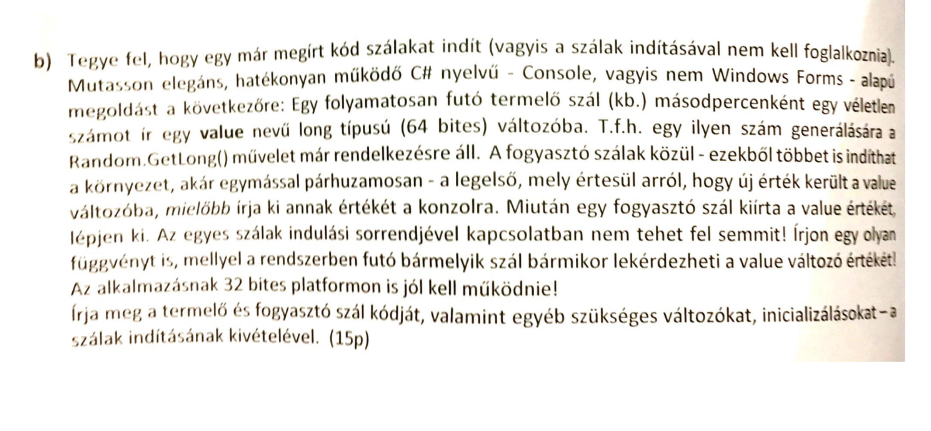 b) Tegye fel, hogy egy már megírt kód szálakat indít (vagyis a szálak indításával nem kell foglalkoznia).
Mutasson elegáns, hatékonyan működő C# nyelvű - Console, vagyis nem Windows Forms - alapú
megoldást a következőre: Egy folyamatosan futó termelő szál (kb.) másodpercenként egy véletlen
számot ír egy value nevű long típusú (64 bites) változóba. T.f.h. egy ilyen szám generálására a
Random.GetLong() művelet már rendelkezésre áll. A fogyasztó szálak közül - ezekből többet is indíthat
a környezet, akár egymással párhuzamosan - a legelső, mely értesül arról, hogy új érték került a value
változóba, mielőbb írja ki annak értékét a konzolra. Miután egy fogyasztó szál kiírta a value értékét,
lépjen ki. Az egyes szálak indulási sorrendjével kapcsolatban nem tehet fel semmit! Írjon egy olyan
függvényt is, mellyel a rendszerben futó bármelyik szál bármikor lekérdezheti a value változó értékét!
Az alkalmazásnak 32 bites platformon is jól kell működnie!
Írja meg a termelő és fogyasztó szál kódját, valamint egyéb szükséges változókat, inicializálásokat – a
szálak indításának kivételével. (15p)